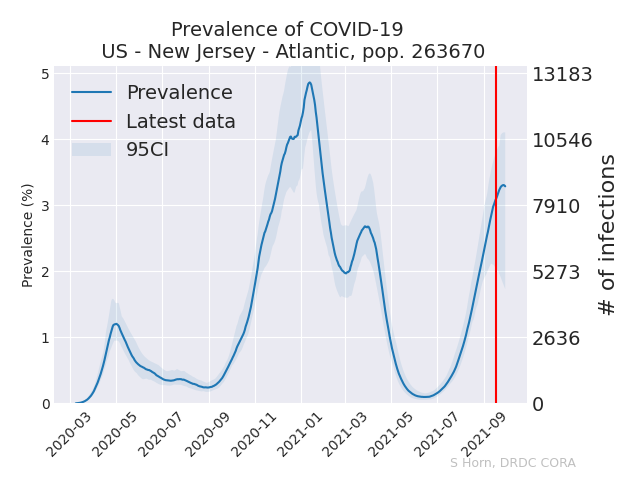 Prevalence of COVID-19
US - New Jersey - Atlantic, pop. 263670
Prevalence
Latest data
95CI
Prevalence (%)
5
4
3
2
1
0
13183
10546
7910
5273
2636
0
# of infections
2020-03
2020-05
2020-07
2020-09
2020-11
2021-01
2021-03
2021-05
2021-07
2021-09
S Horn, DRDC CORA